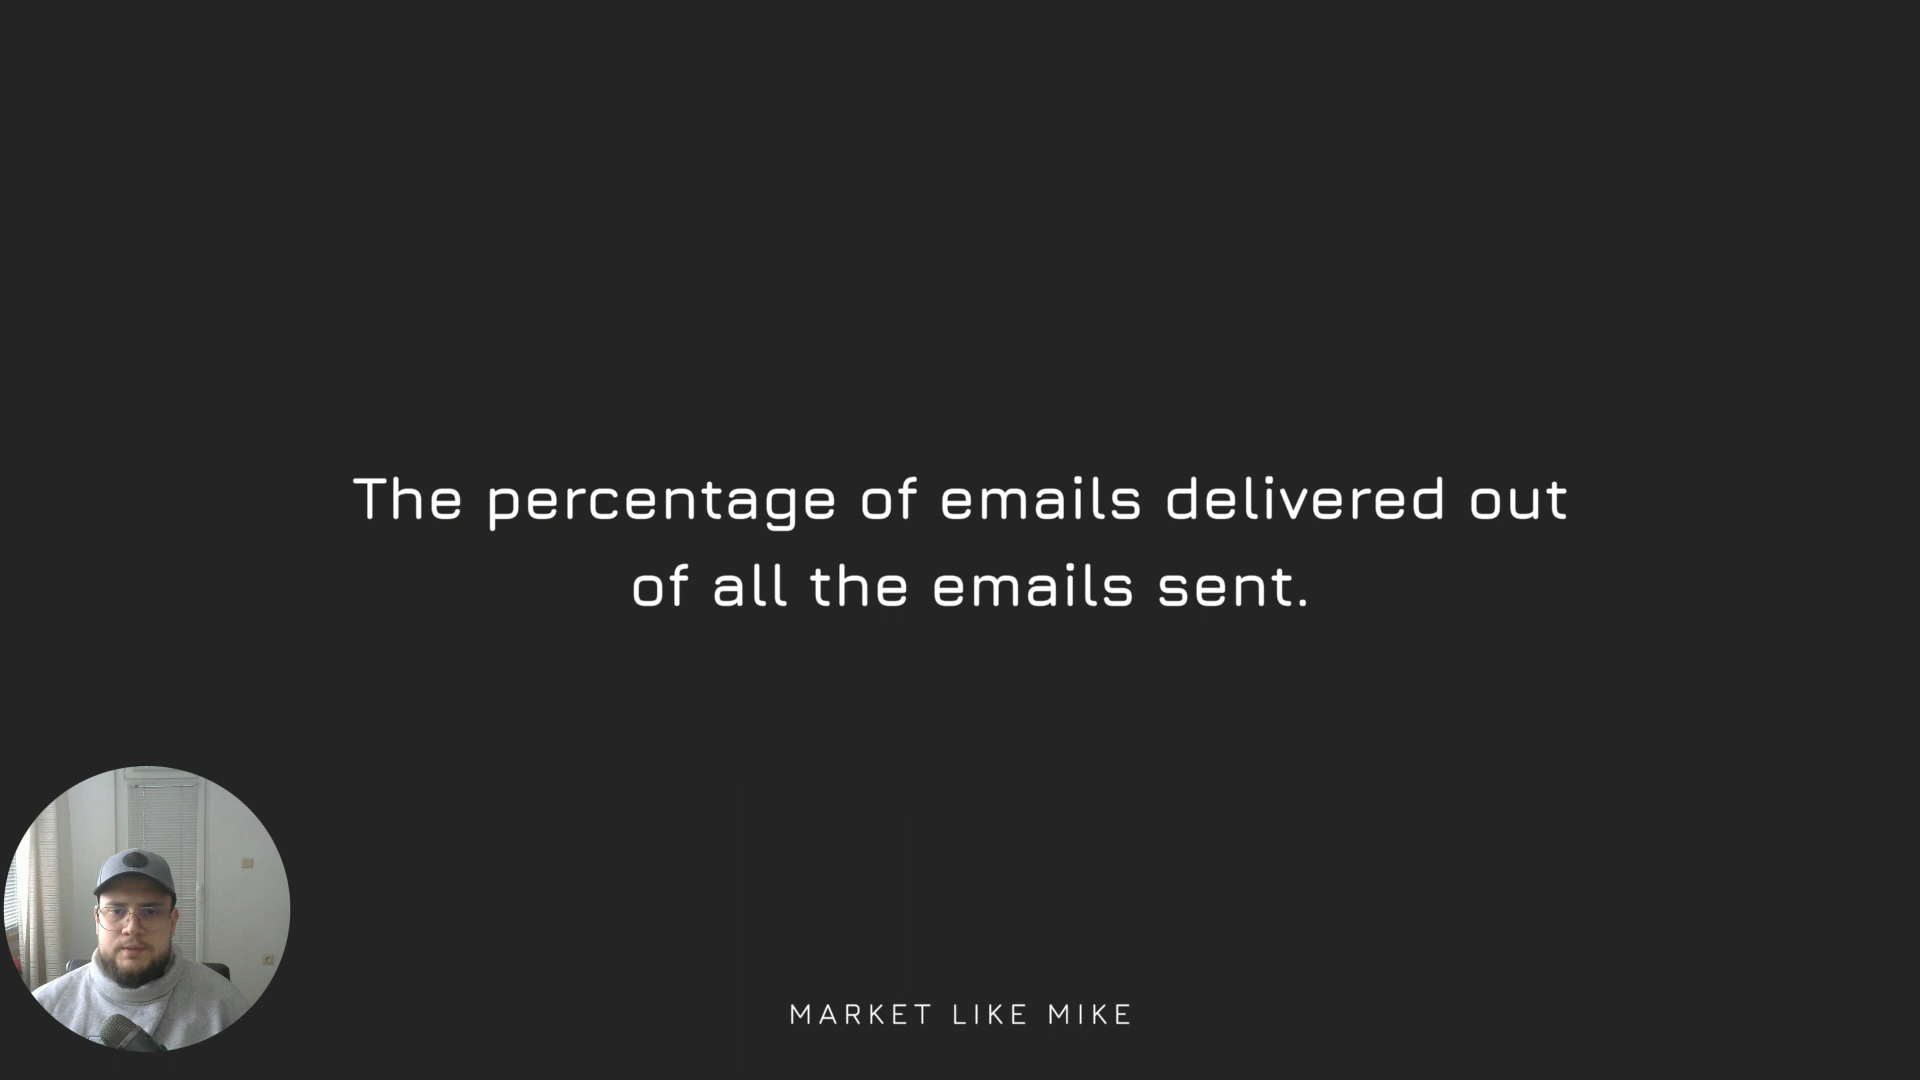 The percentage of emails delivered out
of all the emails sent.
MARKET LIKE MIKE